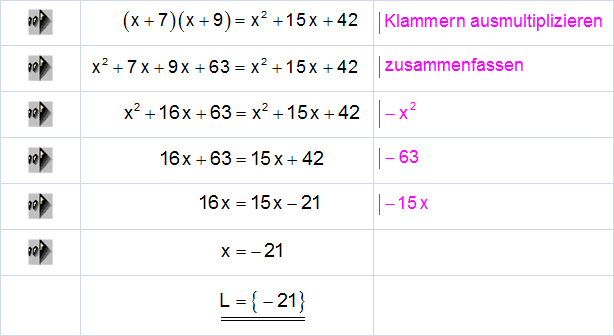 (x+7)(x+9) = x² + 15x + 42 | Klammern ausmultiplizieren
x² + 7x + 9x + 63 = x² + 15x + 42 | zusammenfassen
x² + 16x + 63 = x² + 15x + 42 | − x²
16x + 63 = 15x + 42 | − 63
16x = 15x − 21 | − 15x
x = −21
L = { − 21}